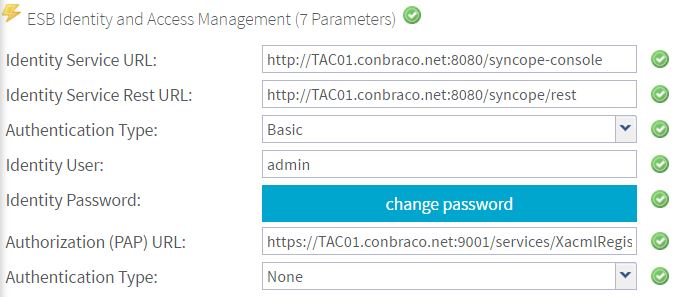 ESB Identity and Access Management (7 Parameters)
Identity Service URL: http://TAC01.conbraco.net:8080/syncope-console
Identity Service Rest URL: http://TAC01.conbraco.net:8080/syncope/rest
Authentication Type: Basic
Identity User: admin
Identity Password: change password
Authorization (PAP) URL: https://TAC01.conbraco.net:9001/services/XacmlRegis
Authentication Type: None